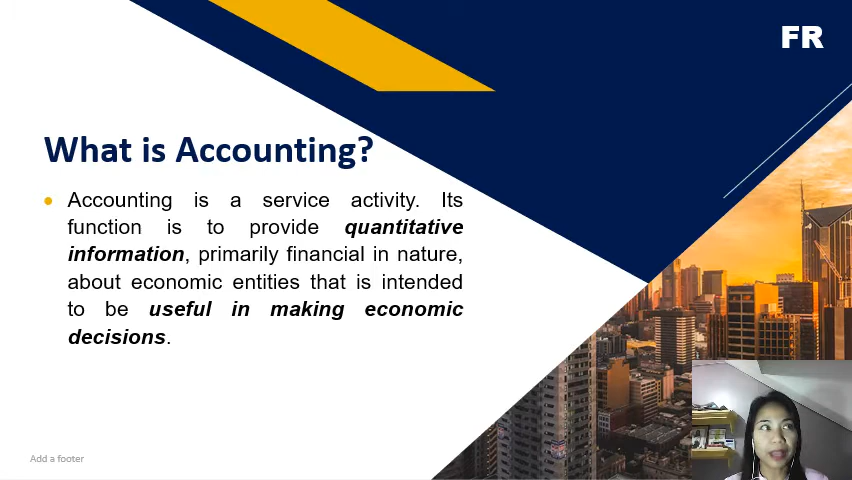 FR
What is Accounting?
Accounting is a service activity. Its
function is to provide quantitative
information, primarily financial in nature,
about economic entities that is intended
to be useful in making economic
decisions.
Add a footer